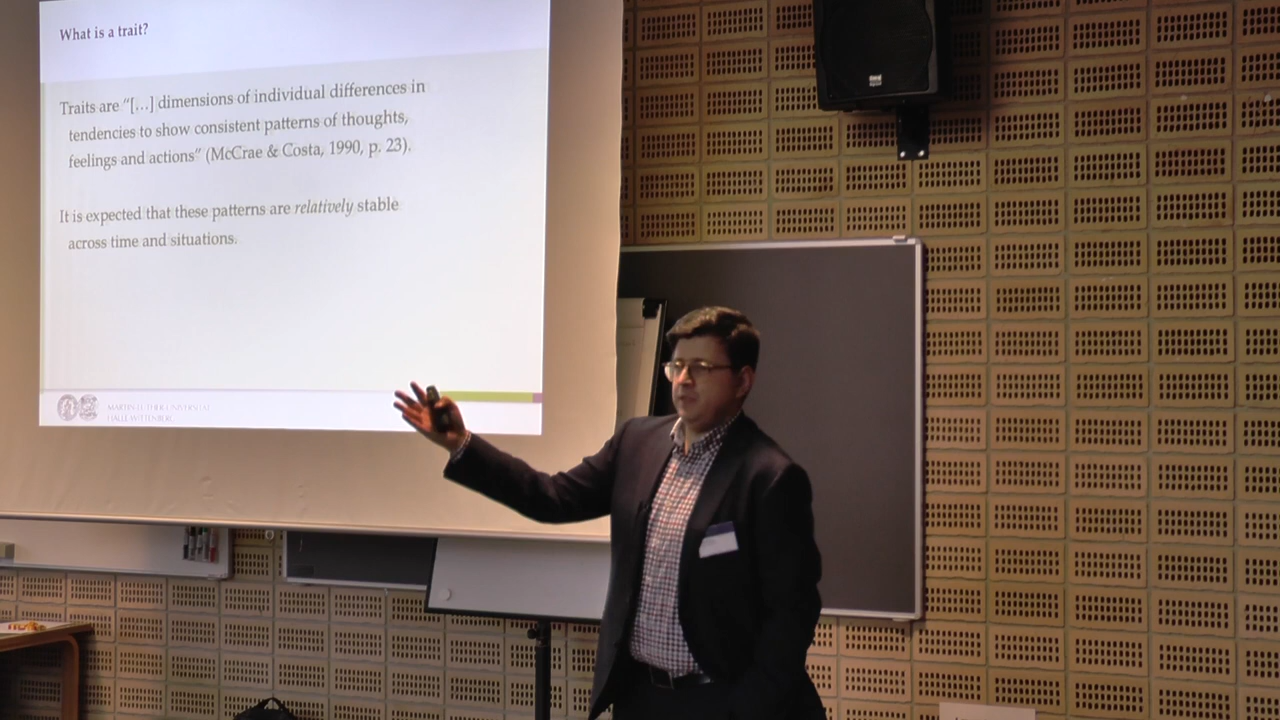 What is a trait?
Traits are “[...] dimensions of individual differences in
tendencies to show consistent patterns of thoughts,
feelings and actions” (McCrae & Costa, 1990, p. 23).
It is expected that these patterns are relatively stable
across time and situations.
MARTIN-LUTHER-UNIVERSITÄT
HALLE-WITTENBERG